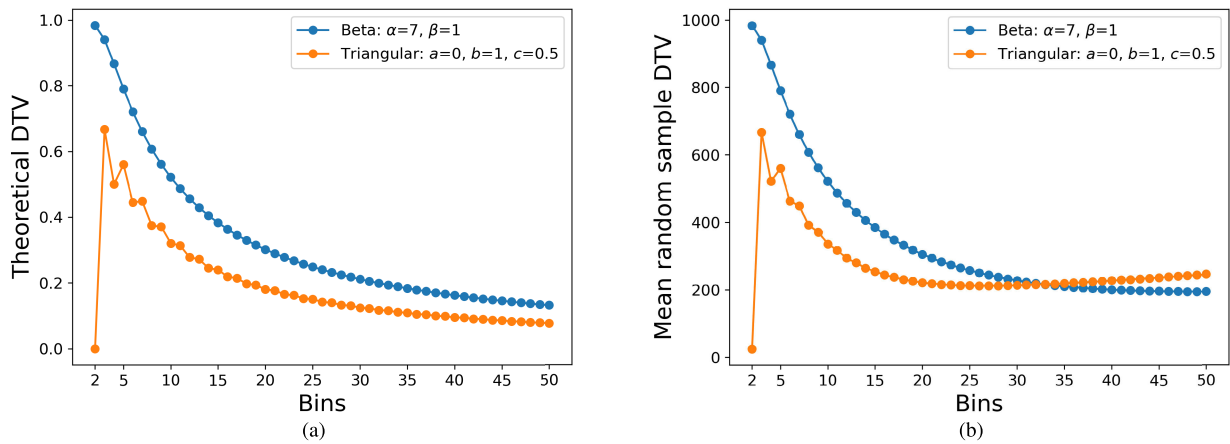 1.0
0.8
0.6
0.4
0.2
0.0
Theoretical DTV
Beta: α=7, β=1
Triangular: a=0, b=1, c=0.5
2 5 10 15 20 25 30 35 40 45 50
Bins
(a)
1000
800
600
400
200
0
Mean random sample DTV
Beta: α=7, β=1
Triangular: a=0, b=1, c=0.5
2 5 10 15 20 25 30 35 40 45 50
Bins
(b)